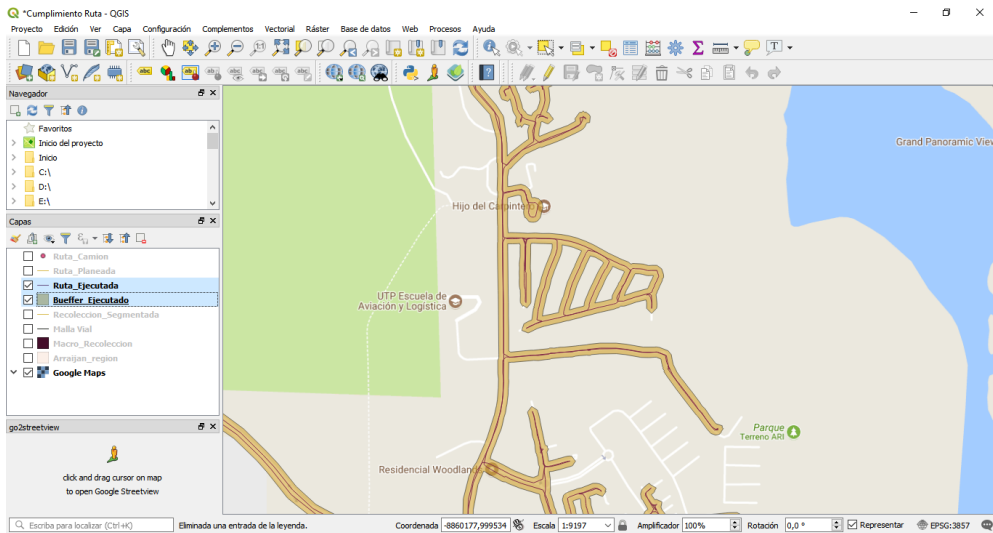 *Cumplimiento Ruta - QGIS
Proyecto Edición Ver Capa Configuración Complementos Vectorial Ráster Base de datos Web Procesos Ayuda
Navegador
Favoritos
Inicio del proyecto
Inicio
C:\
D:\
E:\
Capas
Ruta_Camion
Ruta_Planeada
Ruta_Ejecutada
Bueffer_Ejecutado
Recoleccion_Segmentada
Malla Vial
Macro_Recoleccion
Arraijan_region
Google Maps
go2streetview
click and drag cursor on map
to open Google Streetview
Grand Panoramic View
Hijo del Carpintero
UTP Escuela de
Aviación y Logística
Parque
Terreno ARI
Residencial Woodland
Escriba para localizar (Ctrl+K) Eliminada una entrada de la leyenda. Coordenada -8860177,999534 Escala 1:9197 Amplificador 100% Rotación 0,0 ° Representar EPSG:3857